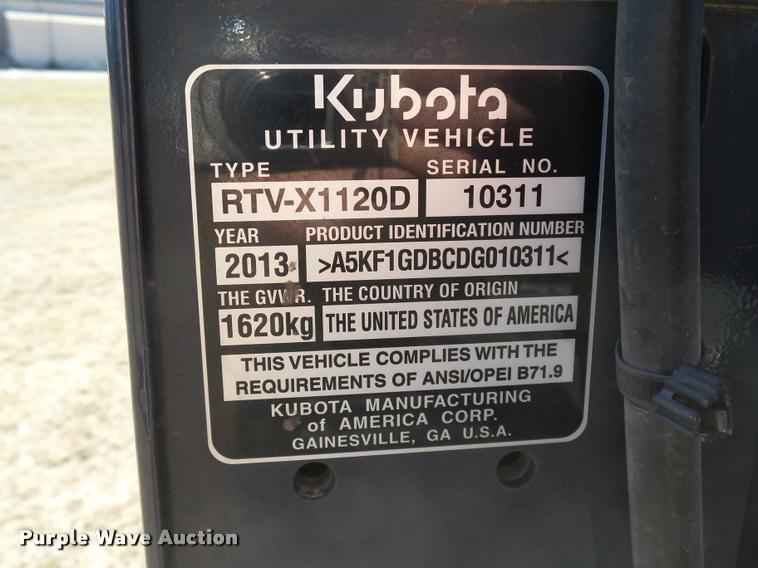 Kubota
UTILITY VEHICLE
TYPE SERIAL NO.
RTV-X1120D 10311
YEAR PRODUCT IDENTIFICATION NUMBER
2013 >A5KF1GDBCDG010311<
THE GVWR. THE COUNTRY OF ORIGIN
1620kg THE UNITED STATES OF AMERICA
THIS VEHICLE COMPLIES WITH THE
REQUIREMENTS OF ANSI/OPEI B71.9
KUBOTA MANUFACTURING
of AMERICA CORP.
GAINESVILLE, GA U.S.A.
Purple Wave Auction